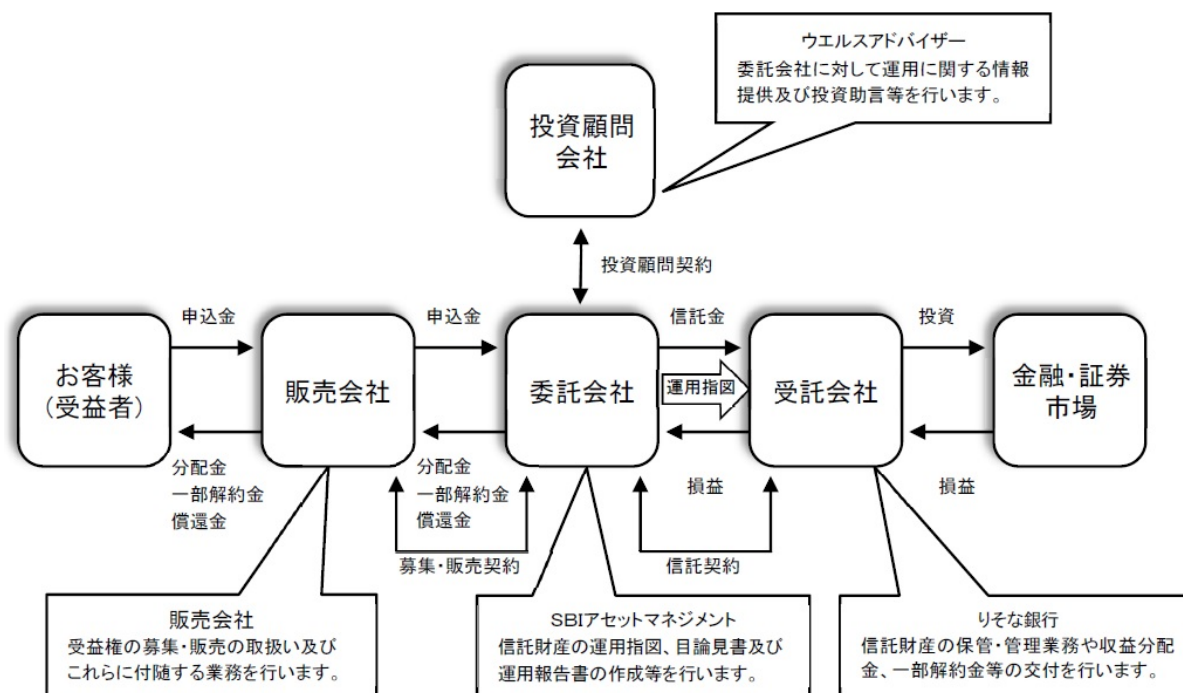 ウエルスアドバイザー
委託会社に対して運用に関する情報
提供及び投資助言等を行います。
投資顧問
会社
投資顧問契約
申込金
申込金
信託金
投資
お客様
(受益者)
販売会社
委託会社
運用指図
受託会社
金融・証券
市場
分配金
一部解約金
償還金
分配金
一部解約金
償還金
損益
損益
募集・販売契約
信託契約
販売会社
受益権の募集・販売の取扱い及び
これらに付随する業務を行います。
SBIアセットマネジメント
信託財産の運用指図、目論見書及び
運用報告書の作成等を行います。
りそな銀行
信託財産の保管・管理業務や収益分配
金、一部解約金等の交付を行います。